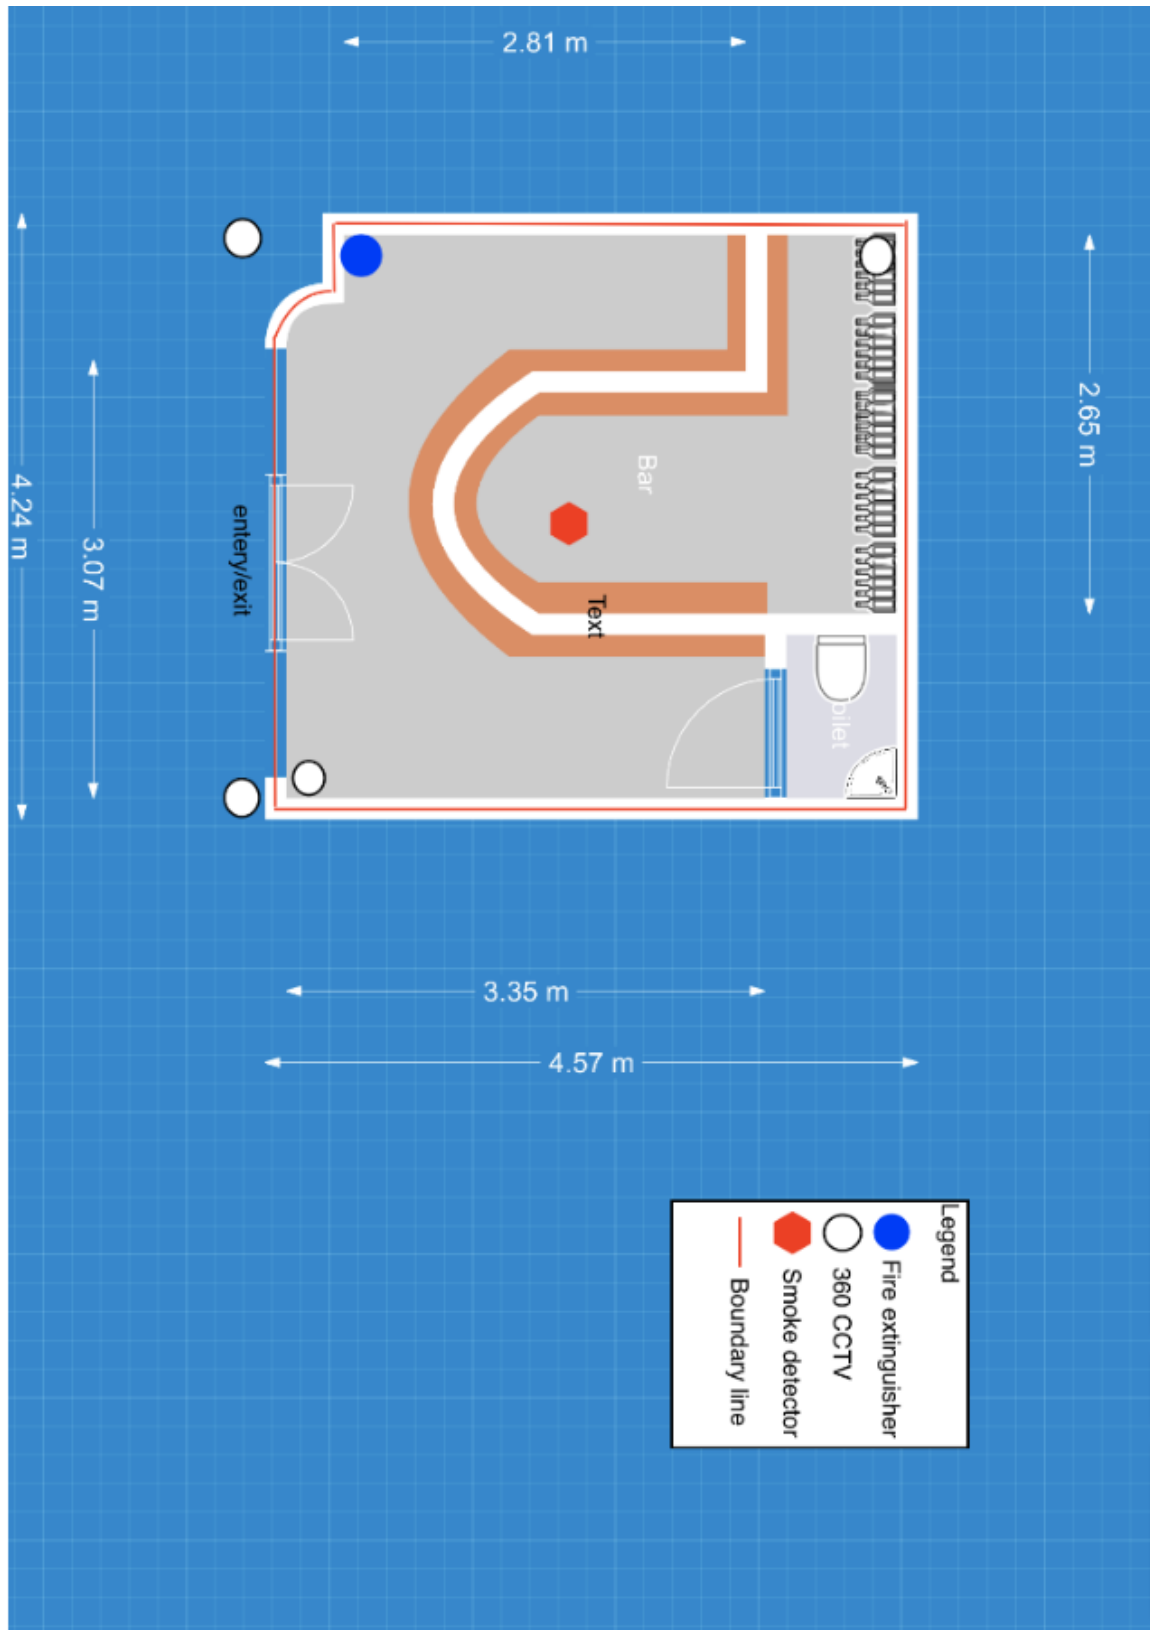 2.81 m
2.65 m
4.24 m
3.07 m
entery/exit
Bar
Text
oilet
3.35 m
4.57 m
Legend
Fire extinguisher
360 CCTV
Smoke detector
Boundary line